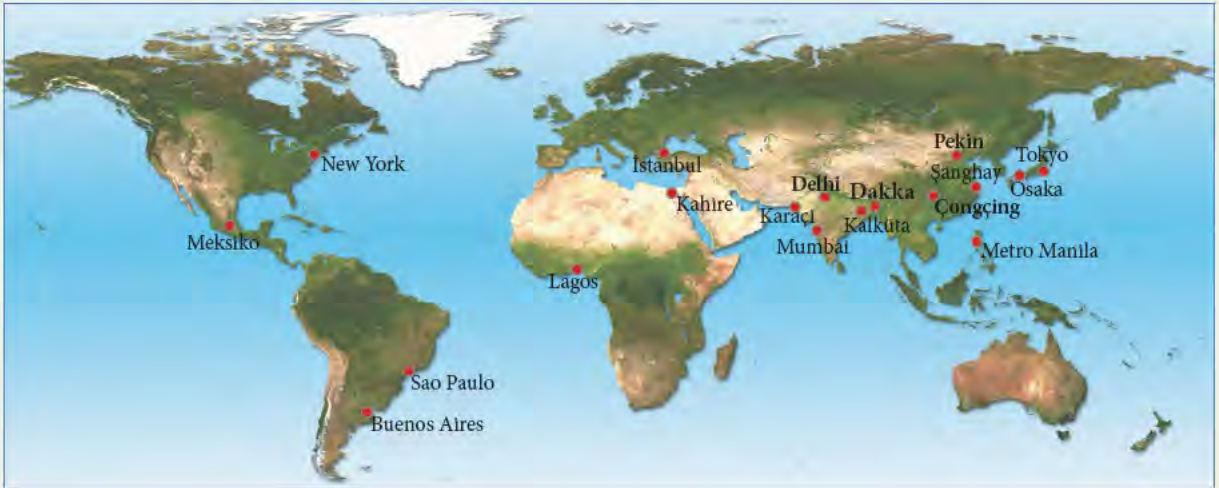 New York
Meksiko
Sao Paulo
Buenos Aires
İstanbul
Kahire
Lagos
Karaçi
Delhi
Mumbai
Dakka
Kalküta
Pekin
Şanghay
Çongçing
Tokyo
Osaka
Metro Manila